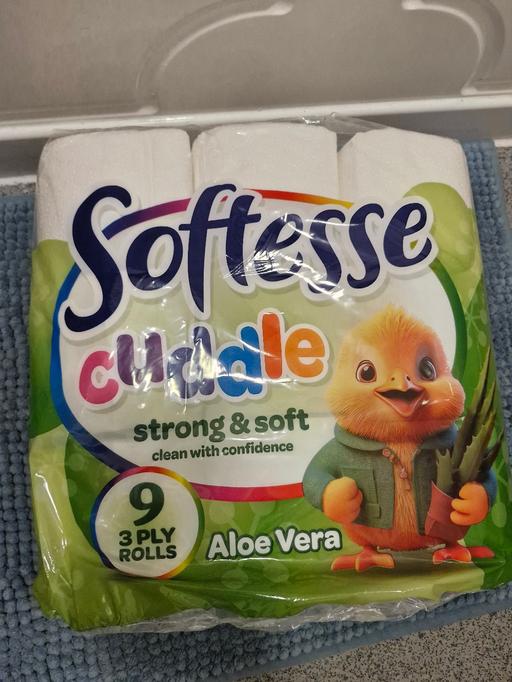 Softesse
cuddle
strong & soft
clean with confidence
9
3 PLY
ROLLS
Aloe Vera